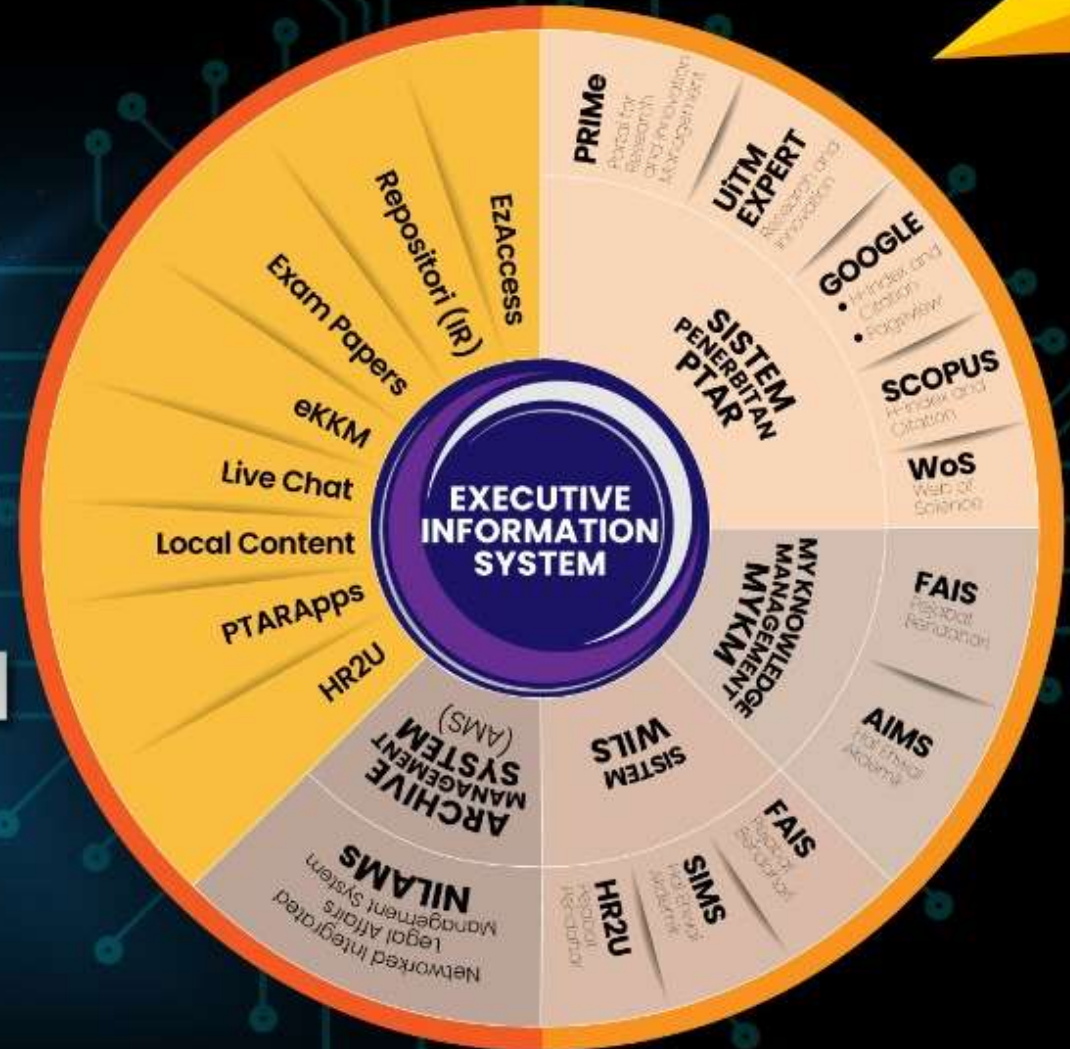 EXECUTIVE
INFORMATION
SYSTEM
EzAccess
Repositori (IR)
Exam Papers
eKKM
Live Chat
Local Content
PTARApps
HR2U
SISTEM
PENERBITAN
PTAR
PRIMe
Portal for
Research
and Innovation
Management
UiTM
EXPERT
Research and
Innovation
GOOGLE
• H-Index and
Citation
• Pageview
SCOPUS
H-Index and
Citation
WoS
Web of
Science
MY KNOWLEDGE
MANAGEMENT
MYKM
FAIS
Pejabat
Bendahari
AIMS
Hal Ehwal
Akademik
SISTEM
WILS
FAIS
Pejabat
Bendahari
SIMS
Hal Ehwal
Akademik
HR2U
Pejabat
Pendaftar
ARCHIVE
MANAGEMENT
SYSTEM
(AMS)
NILAMS
Networked Integrated
Legal Affairs
Management System